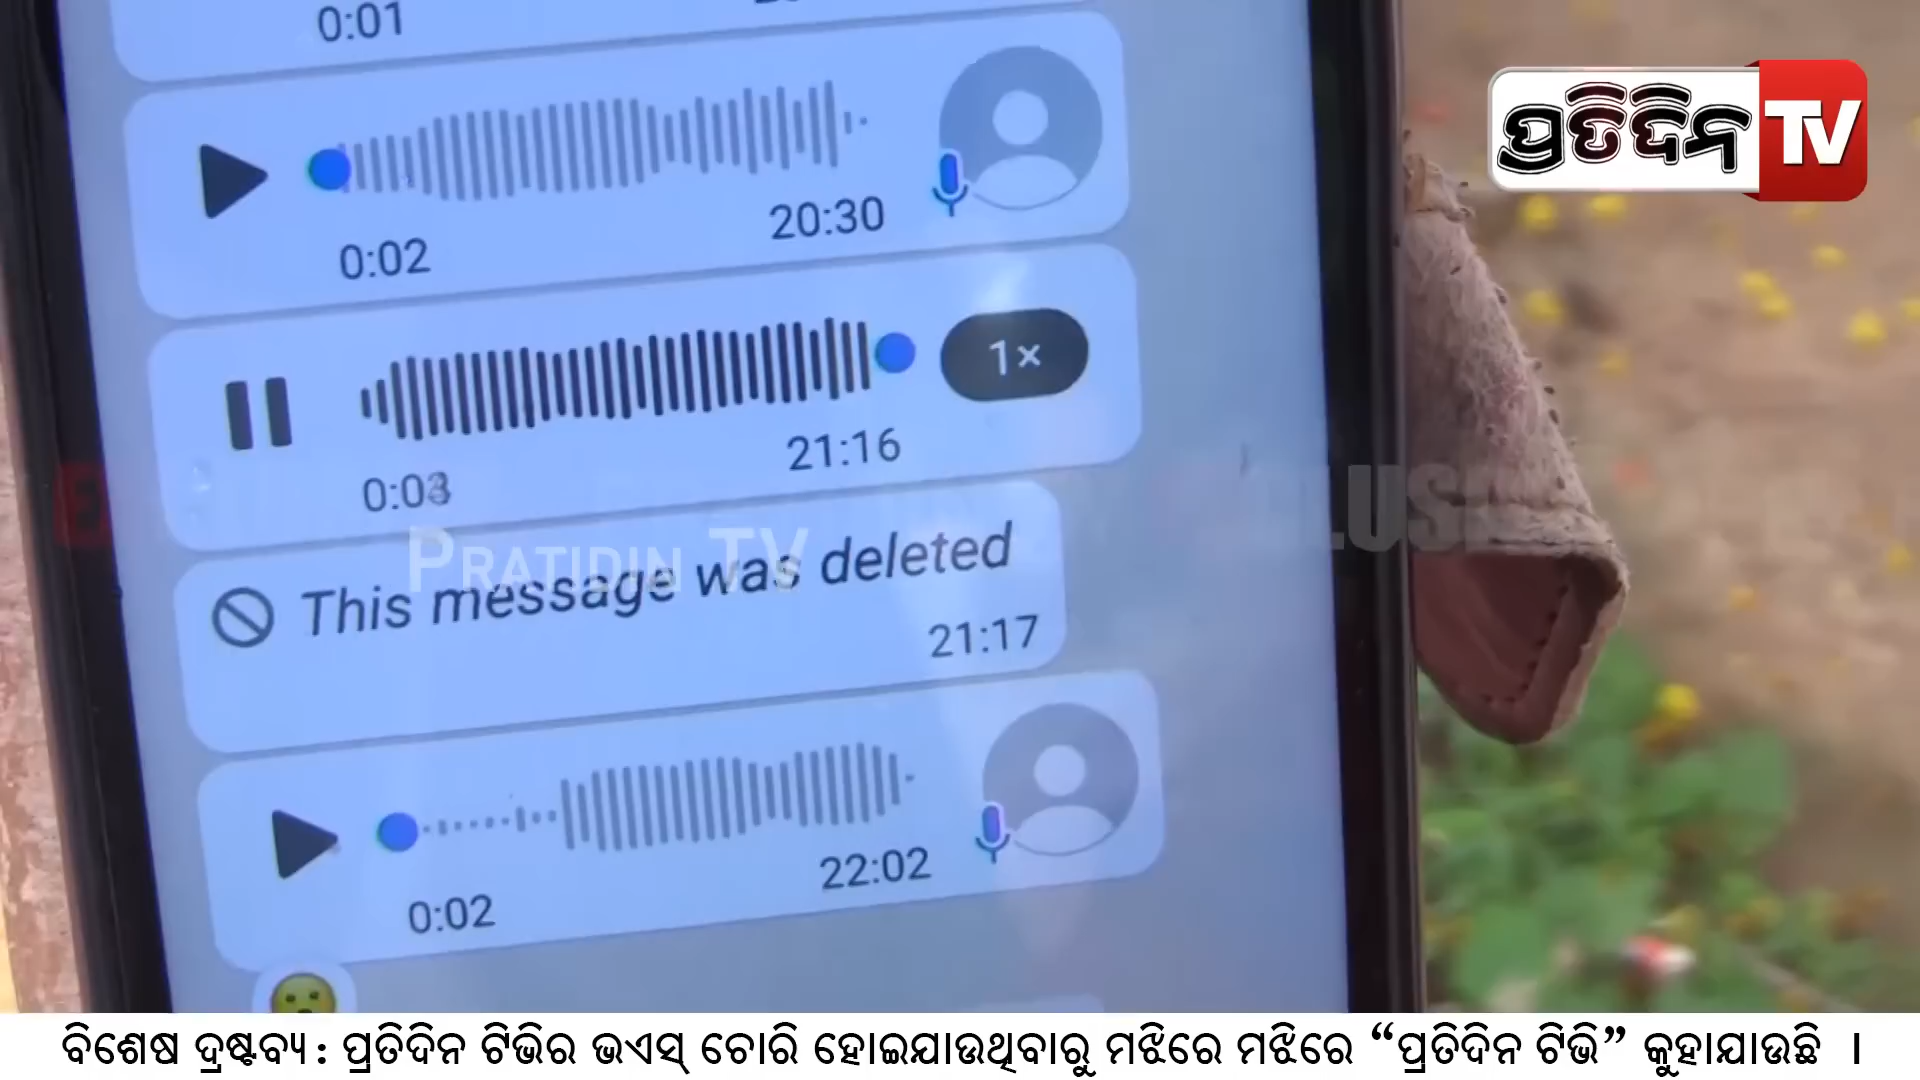 0:01
ପ୍ରତିଦିନ TV
20:30
0:02
1×
21:16
0:03
PRATIDIN TV
This message was deleted
21:17
22:02
0:02
ବିଶେଷ ଦ୍ରଷ୍ଟବ୍ୟ : ପ୍ରତିଦିନ ଟିଭିର ଭଏସ୍ ଚୋରି ହୋଇଯାଉଥିବାରୁ ମଝିରେ ମଝିରେ “ପ୍ରତିଦିନ ଟିଭି” କୁହାଯାଉଛି ।